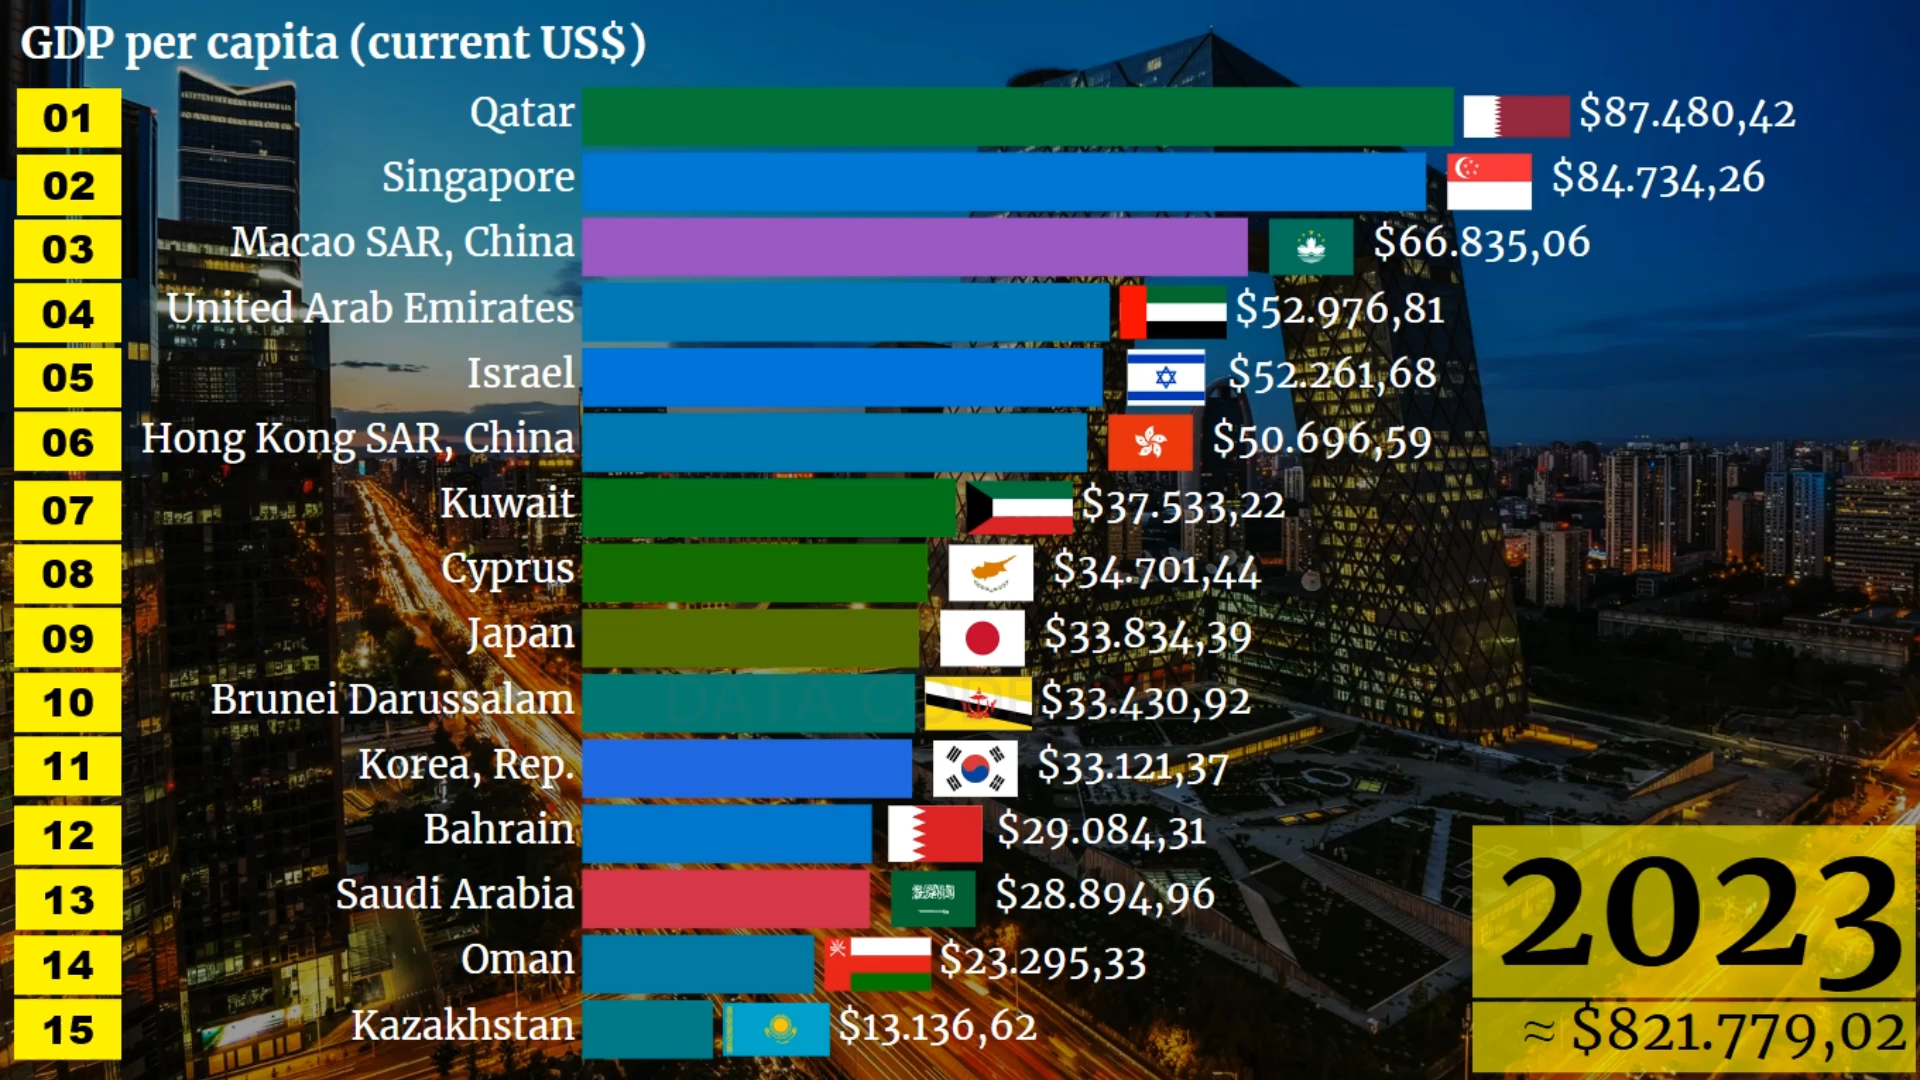 GDP per capita (current US$)
01 Qatar $87.480,42
02 Singapore $84.734,26
03 Macao SAR, China $66.835,06
04 United Arab Emirates $52.976,81
05 Israel $52.261,68
06 Hong Kong SAR, China $50.696,59
07 Kuwait $37.533,22
08 Cyprus $34.701,44
09 Japan $33.834,39
10 Brunei Darussalam $33.430,92
11 Korea, Rep. $33.121,37
12 Bahrain $29.084,31
13 Saudi Arabia $28.894,96
14 Oman $23.295,33
15 Kazakhstan $13.136,62
2023
≈ $821.779,02